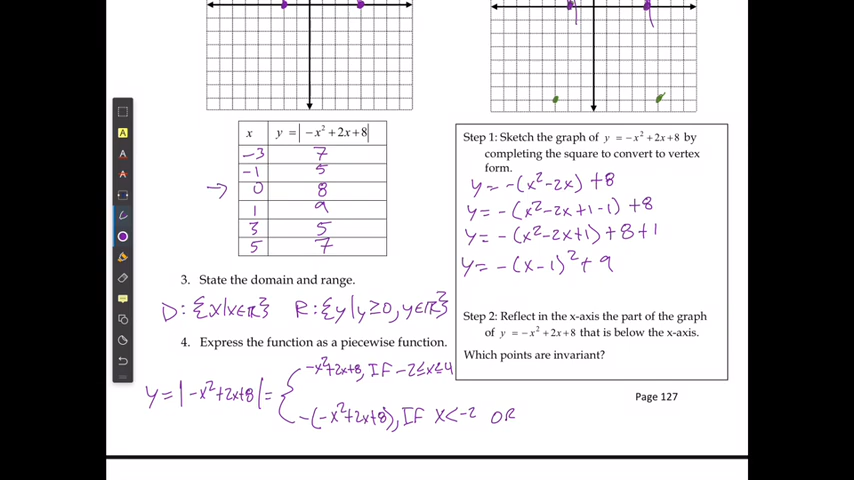 x y = | −x² + 2x + 8 |
−3 7
−1 5
→ 0 8
1 9
3 5
5 7
3. State the domain and range.
D: {x|x∈ℝ} R: {y|y≥0, y∈ℝ}
4. Express the function as a piecewise function.
y = |−x²+2x+8| = {
−x²+2x+8, IF −2≤x≤4
−(−x²+2x+8), IF x<−2 OR
Step 1: Sketch the graph of y = −x² + 2x + 8 by
completing the square to convert to vertex
form.
y = −(x²−2x) + 8
y = −(x²−2x+1−1) + 8
y = −(x²−2x+1) + 8 + 1
y = −(x−1)² + 9
Step 2: Reflect in the x-axis the part of the graph
of y = −x² + 2x + 8 that is below the x-axis.
Which points are invariant?
Page 127